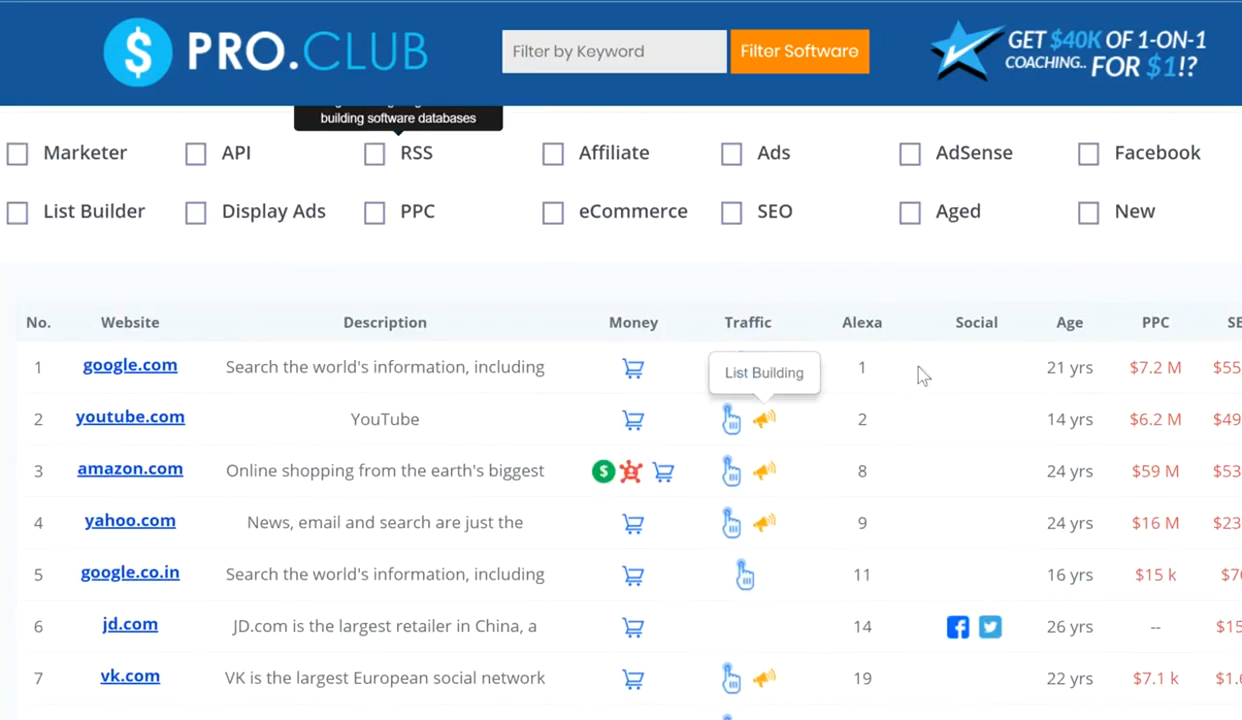 $ PRO.CLUB
Filter by Keyword
Filter Software
GET $40K OF 1-ON-1
COACHING.. FOR $1!?
building software databases
Marketer API RSS Affiliate Ads AdSense Facebook
List Builder Display Ads PPC eCommerce SEO Aged New
No. Website Description Money Traffic Alexa Social Age PPC
1 google.com Search the world's information, including 1 21 yrs $7.2 M $55
List Building
2 youtube.com YouTube 2 14 yrs $6.2 M $49
3 amazon.com Online shopping from the earth's biggest $ 8 24 yrs $59 M $53
4 yahoo.com News, email and search are just the 9 24 yrs $16 M $23
5 google.co.in Search the world's information, including 11 16 yrs $15 k
6 jd.com JD.com is the largest retailer in China, a 14 26 yrs -- $15
7 vk.com VK is the largest European social network 19 22 yrs $7.1 k